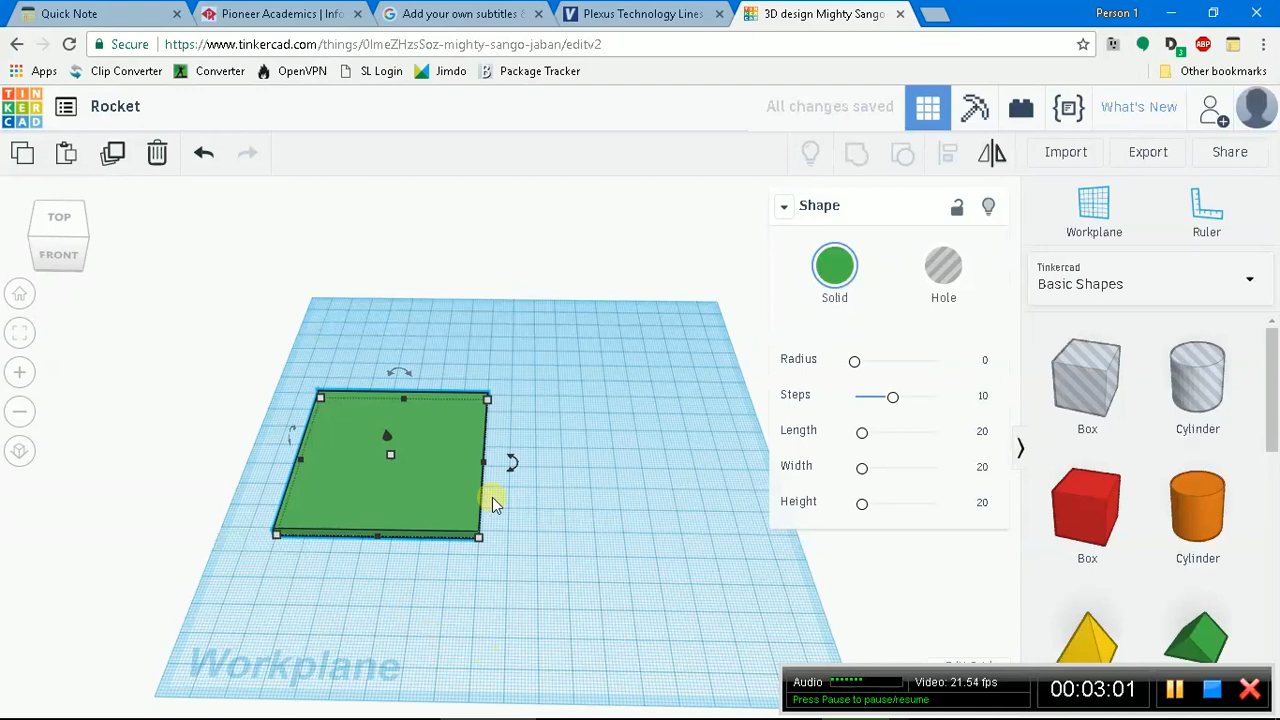 Quick Note
Pioneer Academics | Info
Add your own subtitles &
Plexus Technology Lines
3D design Mighty Sango
Person 1
Secure
https://www.tinkercad.com/things/0ImeZHzsSoz-mighty-sango-jaban/editv2
3
ABP
Apps
Clip Converter
Converter
OpenVPN
SL Login
Jimdo
Package Tracker
Other bookmarks
TIN
KER
CAD
Rocket
All changes saved
What's New
Import
Export
Share
TOP
FRONT
Shape
Solid
Hole
Radius 0
Steps 10
Length 20
Width 20
Height 20
Workplane
Ruler
Tinkercad
Basic Shapes
Box
Cylinder
Box
Cylinder
Workplane
Audio
Video: 21.54 fps
Press Pause to pause/resume
00:03:01